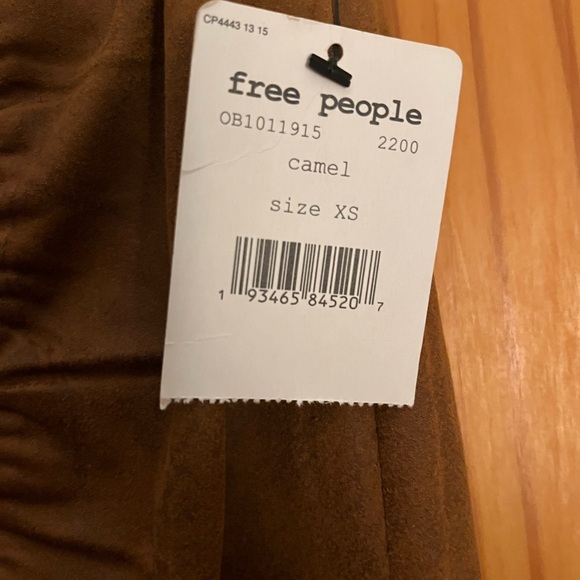 CP4443 13 15
free people
OB1011915 2200
camel
size XS
1 93465 84520 7